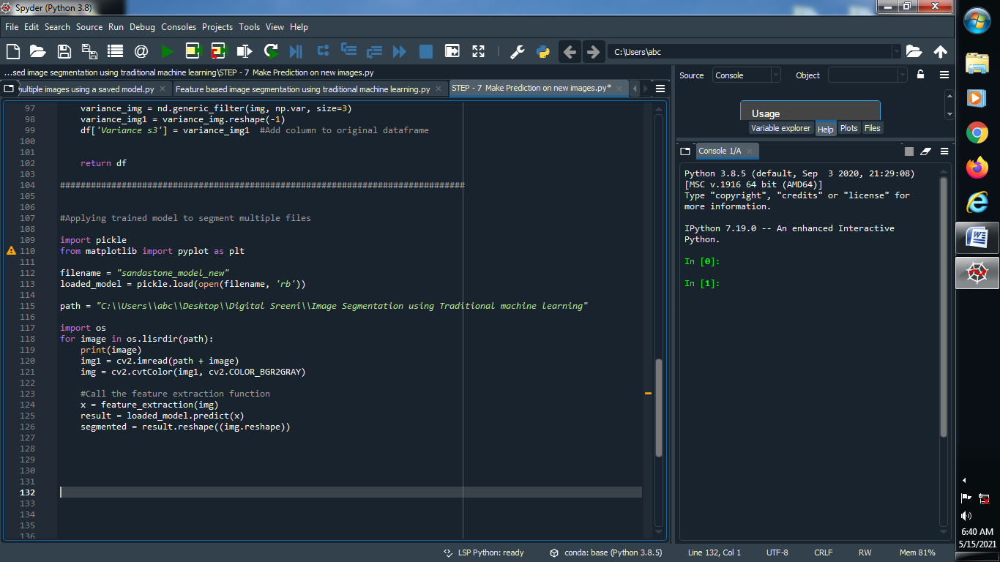 Spyder (Python 3.8)
File Edit Search Source Run Debug Consoles Projects Tools View Help
C:\Users\abc
...sed image segmentation using traditional machine learning\STEP - 7 Make Prediction on new images.py
ultiple images using a saved model.py
Feature based image segmentation using traditional machine learning.py
STEP - 7 Make Prediction on new images.py*
97     variance_img = nd.generic_filter(img, np.var, size=3)
98     variance_img1 = variance_img.reshape(-1)
99     df['Variance s3'] = variance_img1  #Add column to original dataframe
100
101
102     return df
103
104 ###############################################################################
105
106
107 #Applying trained model to segment multiple files
108
109 import pickle
110 from matplotlib import pyplot as plt
111
112 filename = "sandastone_model_new"
113 loaded_model = pickle.load(open(filename, 'rb'))
114
115 path = "C:\\Users\\abc\\Desktop\\Digital Sreeni\\Image Segmentation using Traditional machine learning"
116
117 import os
118 for image in os.lisrdir(path):
119     print(image)
120     img1 = cv2.imread(path + image)
121     img = cv2.cvtColor(img1, cv2.COLOR_BGR2GRAY)
122
123     #Call the feature extraction function
124     x = feature_extraction(img)
125     result = loaded_model.predict(x)
126     segmented = result.reshape((img.reshape))
127
128
129
130
131
132
133
134
135
136
Source Console Object
Usage
Variable explorer Help Plots Files
Console 1/A
Python 3.8.5 (default, Sep  3 2020, 21:29:08)
[MSC v.1916 64 bit (AMD64)]
Type "copyright", "credits" or "license" for
more information.
IPython 7.19.0 -- An enhanced Interactive
Python.
In [0]:
In [1]:
LSP Python: ready
conda: base (Python 3.8.5)
Line 132, Col 1
UTF-8
CRLF
RW
Mem 81%
6:40 AM
5/15/2021